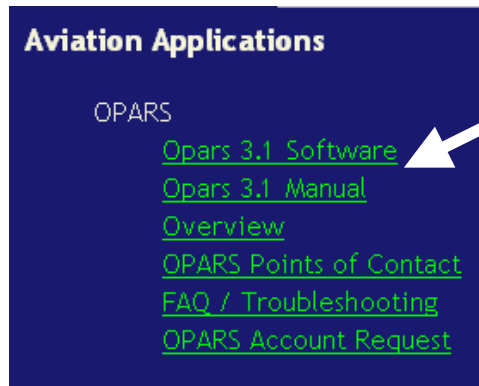 Aviation Applications
OPARS
Opars 3.1 Software
Opars 3.1 Manual
Overview
OPARS Points of Contact
FAQ / Troubleshooting
OPARS Account Request